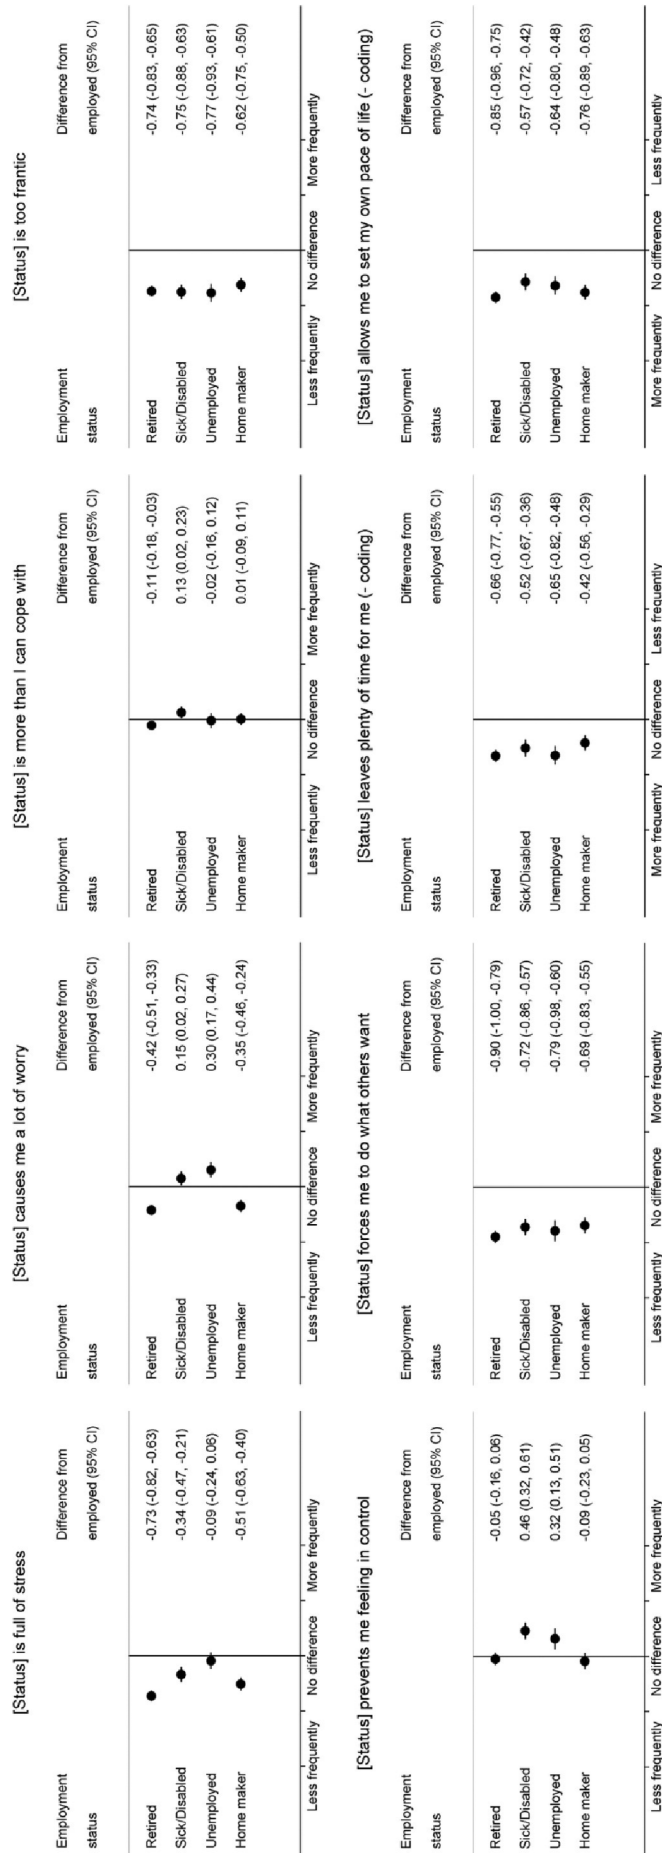 [Status] is full of stress
Employment Difference from
status employed (95% CI)
Retired -0.73 (-0.82, -0.63)
Sick/Disabled -0.34 (-0.47, -0.21)
Unemployed -0.09 (-0.24, 0.06)
Home maker -0.51 (-0.63, -0.40)
Less frequently No difference More frequently
[Status] causes me a lot of worry
Employment Difference from
status employed (95% CI)
Retired -0.42 (-0.51, -0.33)
Sick/Disabled 0.15 (0.02, 0.27)
Unemployed 0.30 (0.17, 0.44)
Home maker -0.35 (-0.46, -0.24)
Less frequently No difference More frequently
[Status] is more than I can cope with
Employment Difference from
status employed (95% CI)
Retired -0.11 (-0.18, -0.03)
Sick/Disabled 0.13 (0.02, 0.23)
Unemployed -0.02 (-0.16, 0.12)
Home maker 0.01 (-0.09, 0.11)
Less frequently No difference More frequently
[Status] is too frantic
Employment Difference from
status employed (95% CI)
Retired -0.74 (-0.83, -0.65)
Sick/Disabled -0.75 (-0.88, -0.63)
Unemployed -0.77 (-0.93, -0.61)
Home maker -0.62 (-0.75, -0.50)
Less frequently No difference More frequently
[Status] prevents me feeling in control
Employment Difference from
status employed (95% CI)
Retired -0.05 (-0.16, 0.06)
Sick/Disabled 0.46 (0.32, 0.61)
Unemployed 0.32 (0.13, 0.51)
Home maker -0.09 (-0.23, 0.05)
Less frequently No difference More frequently
[Status] forces me to do what others want
Employment Difference from
status employed (95% CI)
Retired -0.90 (-1.00, -0.79)
Sick/Disabled -0.72 (-0.86, -0.57)
Unemployed -0.79 (-0.98, -0.60)
Home maker -0.69 (-0.83, -0.55)
Less frequently No difference More frequently
[Status] leaves plenty of time for me (- coding)
Employment Difference from
status employed (95% CI)
Retired -0.66 (-0.77, -0.55)
Sick/Disabled -0.52 (-0.67, -0.36)
Unemployed -0.65 (-0.82, -0.48)
Home maker -0.42 (-0.56, -0.29)
More frequently No difference Less frequently
[Status] allows me to set my own pace of life (- coding)
Employment Difference from
status employed (95% CI)
Retired -0.85 (-0.96, -0.75)
Sick/Disabled -0.57 (-0.72, -0.42)
Unemployed -0.64 (-0.80, -0.48)
Home maker -0.76 (-0.89, -0.63)
More frequently No difference Less frequently